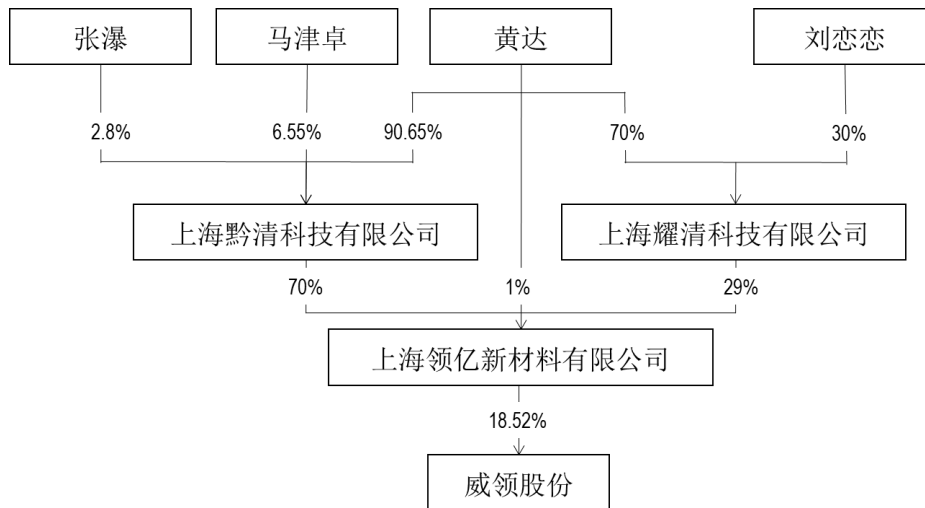 张瀑
马津卓
黄达
刘恋恋
2.8%
6.55%
90.65%
70%
30%
上海黔清科技有限公司
上海耀清科技有限公司
70%
1%
29%
上海领亿新材料有限公司
18.52%
威领股份